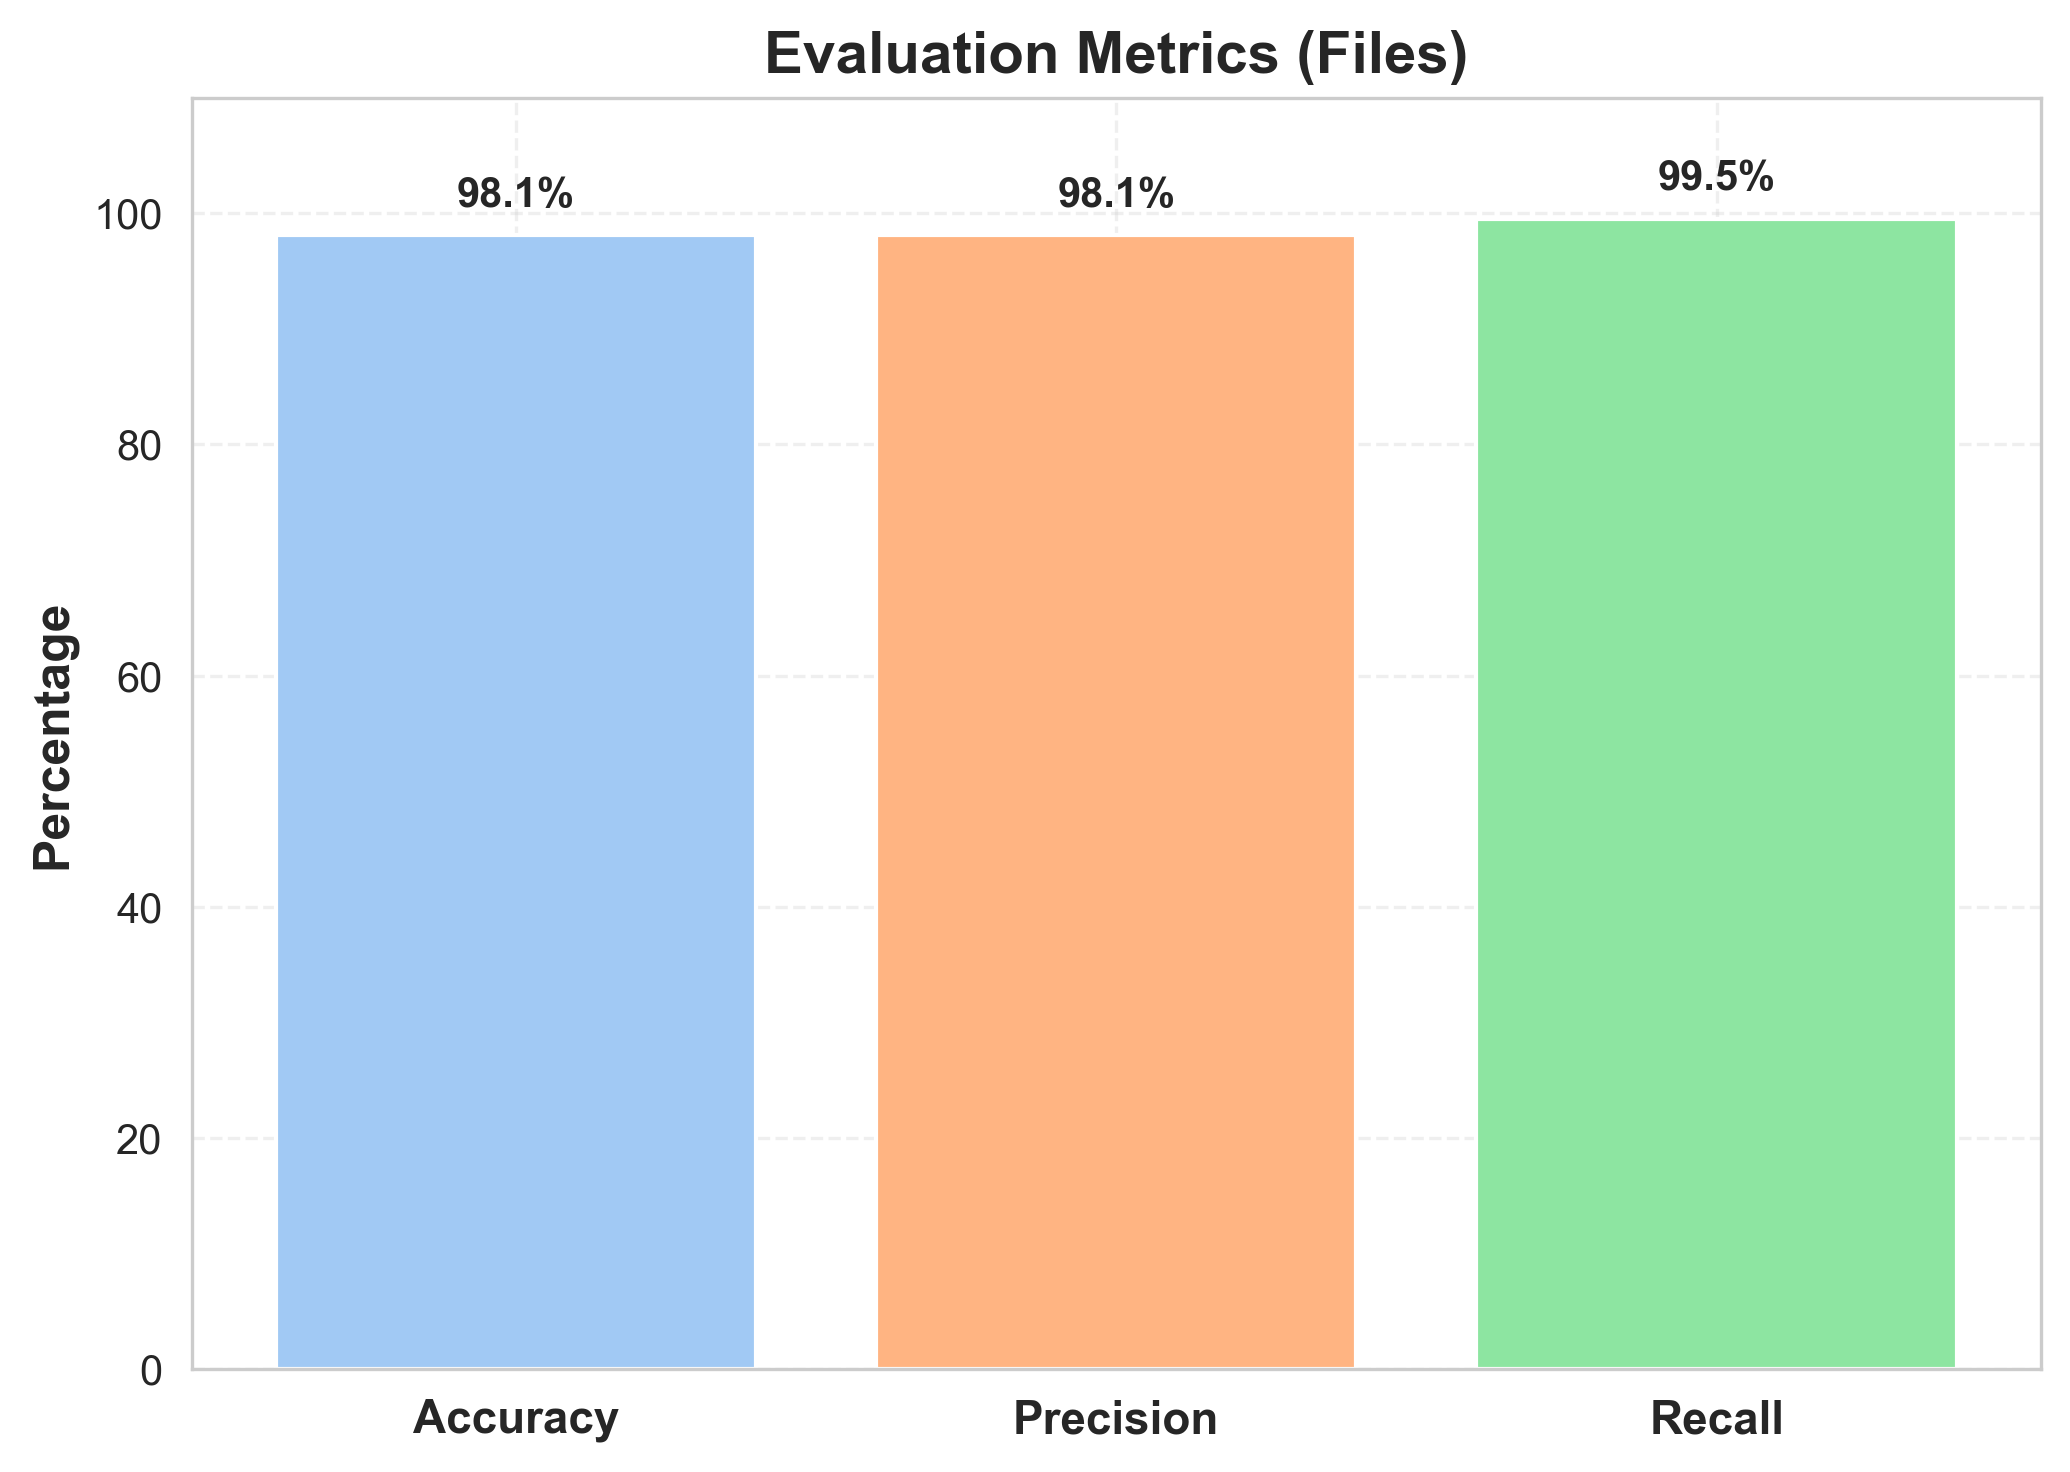 Evaluation Metrics (Files)
98.1%
98.1%
99.5%
100
80
60
40
20
0
Percentage
Accuracy
Precision
Recall